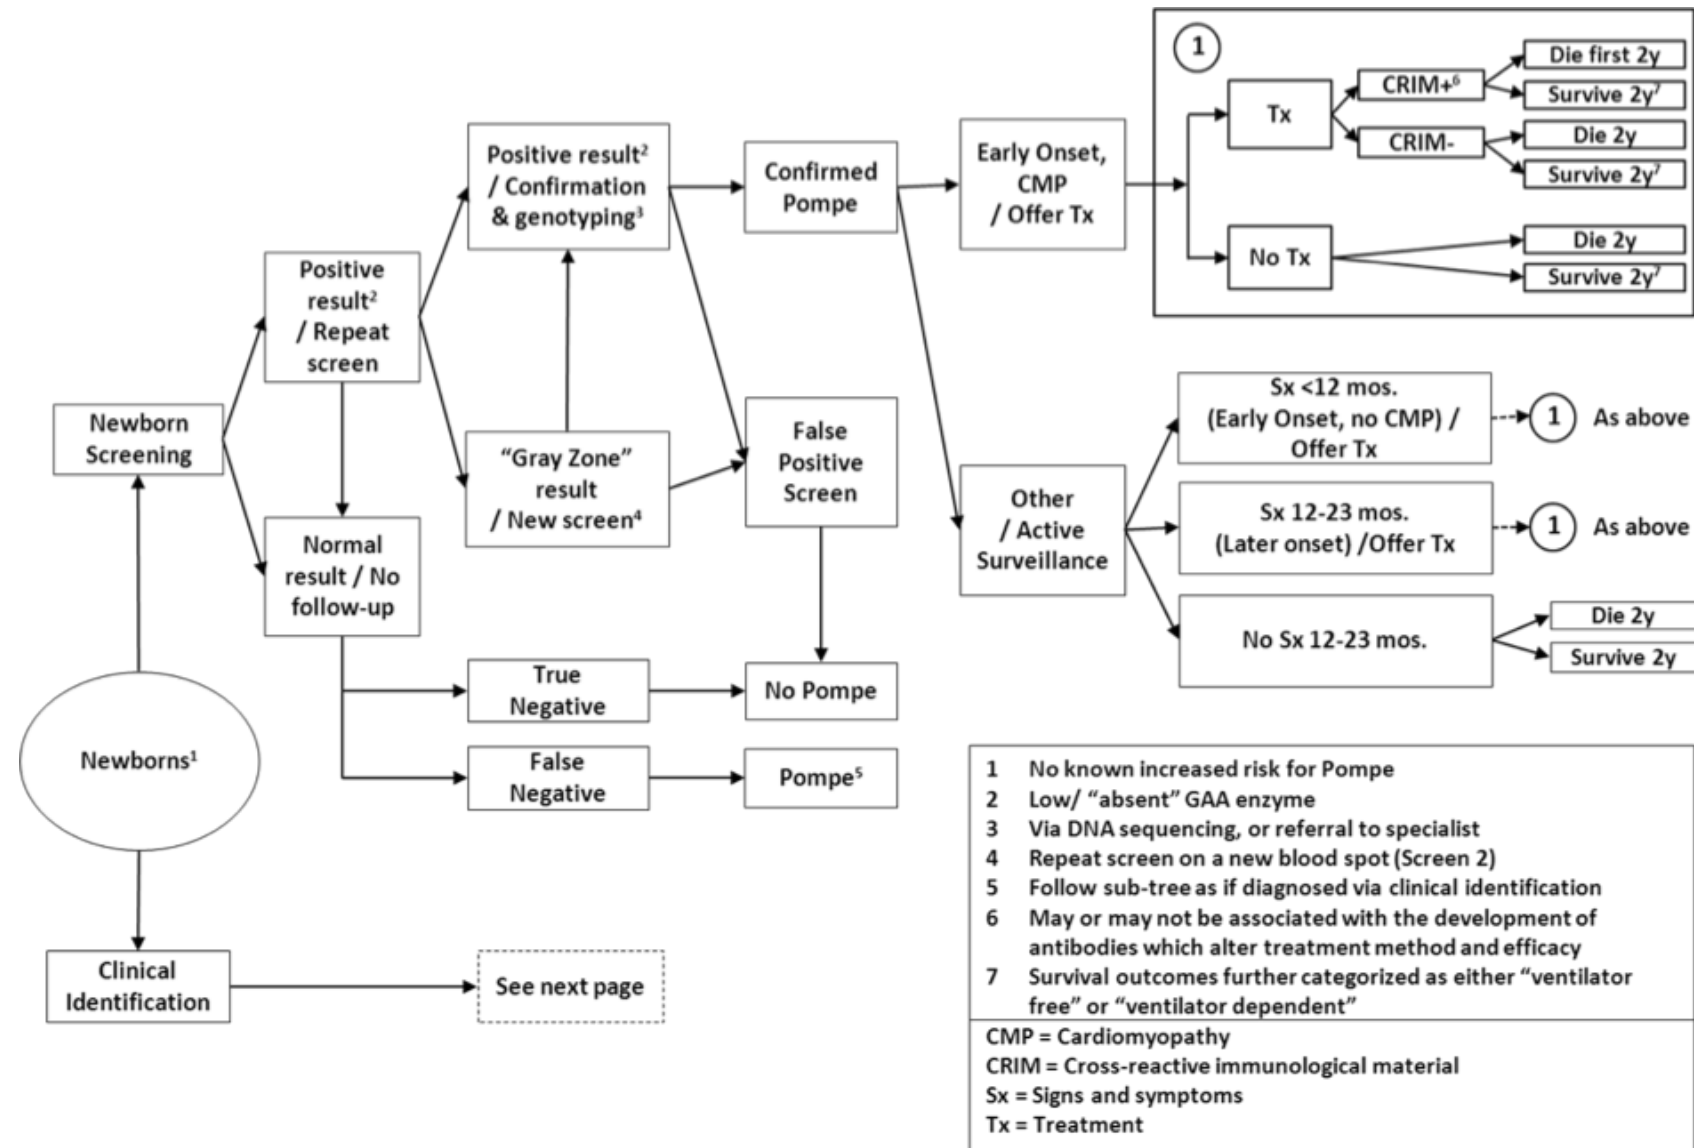 1
Die first 2y
CRIM+⁶
Survive 2y⁷
Tx
Die 2y
CRIM-
Survive 2y⁷
No Tx
Die 2y
Survive 2y⁷
Positive result²
/ Confirmation
& genotyping³
Confirmed
Pompe
Early Onset,
CMP
/ Offer Tx
Positive
result²
/ Repeat
screen
Newborn
Screening
"Gray Zone"
result
/ New screen⁴
False
Positive
Screen
Normal
result / No
follow-up
Other
/ Active
Surveillance
Sx <12 mos.
(Early Onset, no CMP) /
Offer Tx
1
As above
Sx 12-23 mos.
(Later onset) /Offer Tx
1
As above
No Sx 12-23 mos.
Die 2y
Survive 2y
True
Negative
No Pompe
Newborns¹
False
Negative
Pompe⁵
Clinical
Identification
See next page
1 No known increased risk for Pompe
2 Low/ "absent" GAA enzyme
3 Via DNA sequencing, or referral to specialist
4 Repeat screen on a new blood spot (Screen 2)
5 Follow sub-tree as if diagnosed via clinical identification
6 May or may not be associated with the development of
antibodies which alter treatment method and efficacy
7 Survival outcomes further categorized as either "ventilator
free" or "ventilator dependent"
CMP = Cardiomyopathy
CRIM = Cross-reactive immunological material
Sx = Signs and symptoms
Tx = Treatment